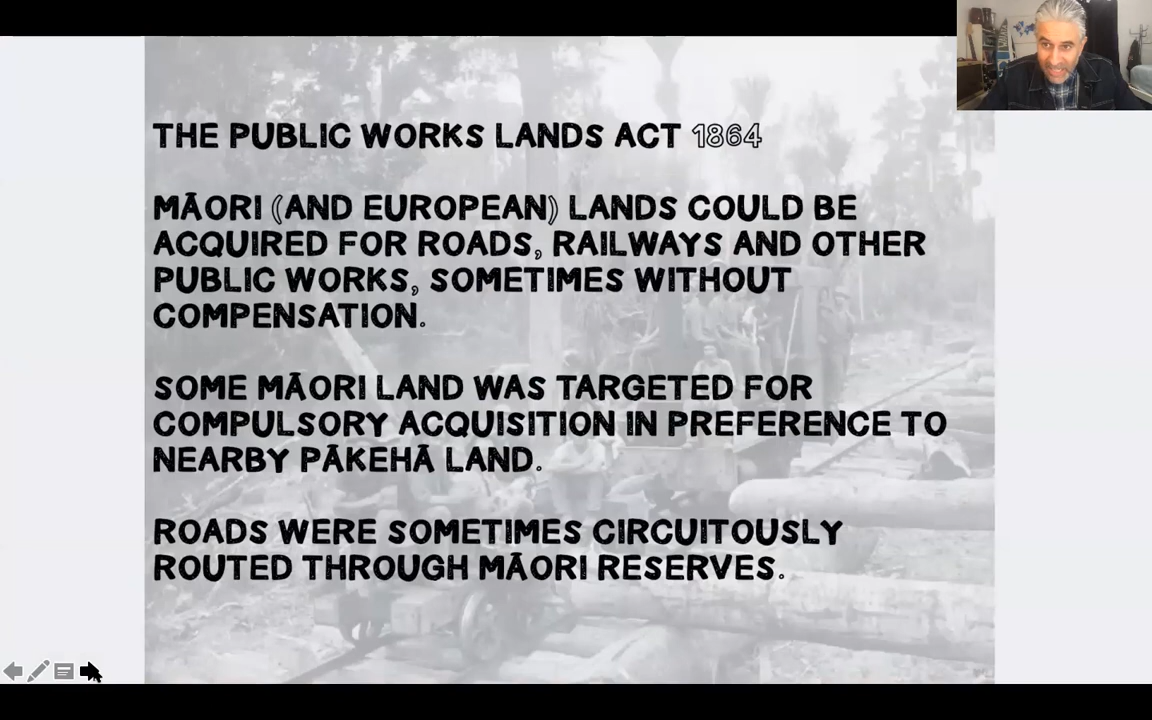 THE PUBLIC WORKS LANDS ACT 1864
MĀORI (AND EUROPEAN) LANDS COULD BE
ACQUIRED FOR ROADS, RAILWAYS AND OTHER
PUBLIC WORKS, SOMETIMES WITHOUT
COMPENSATION.
SOME MĀORI LAND WAS TARGETED FOR
COMPULSORY ACQUISITION IN PREFERENCE TO
NEARBY PĀKEHĀ LAND.
ROADS WERE SOMETIMES CIRCUITOUSLY
ROUTED THROUGH MĀORI RESERVES.